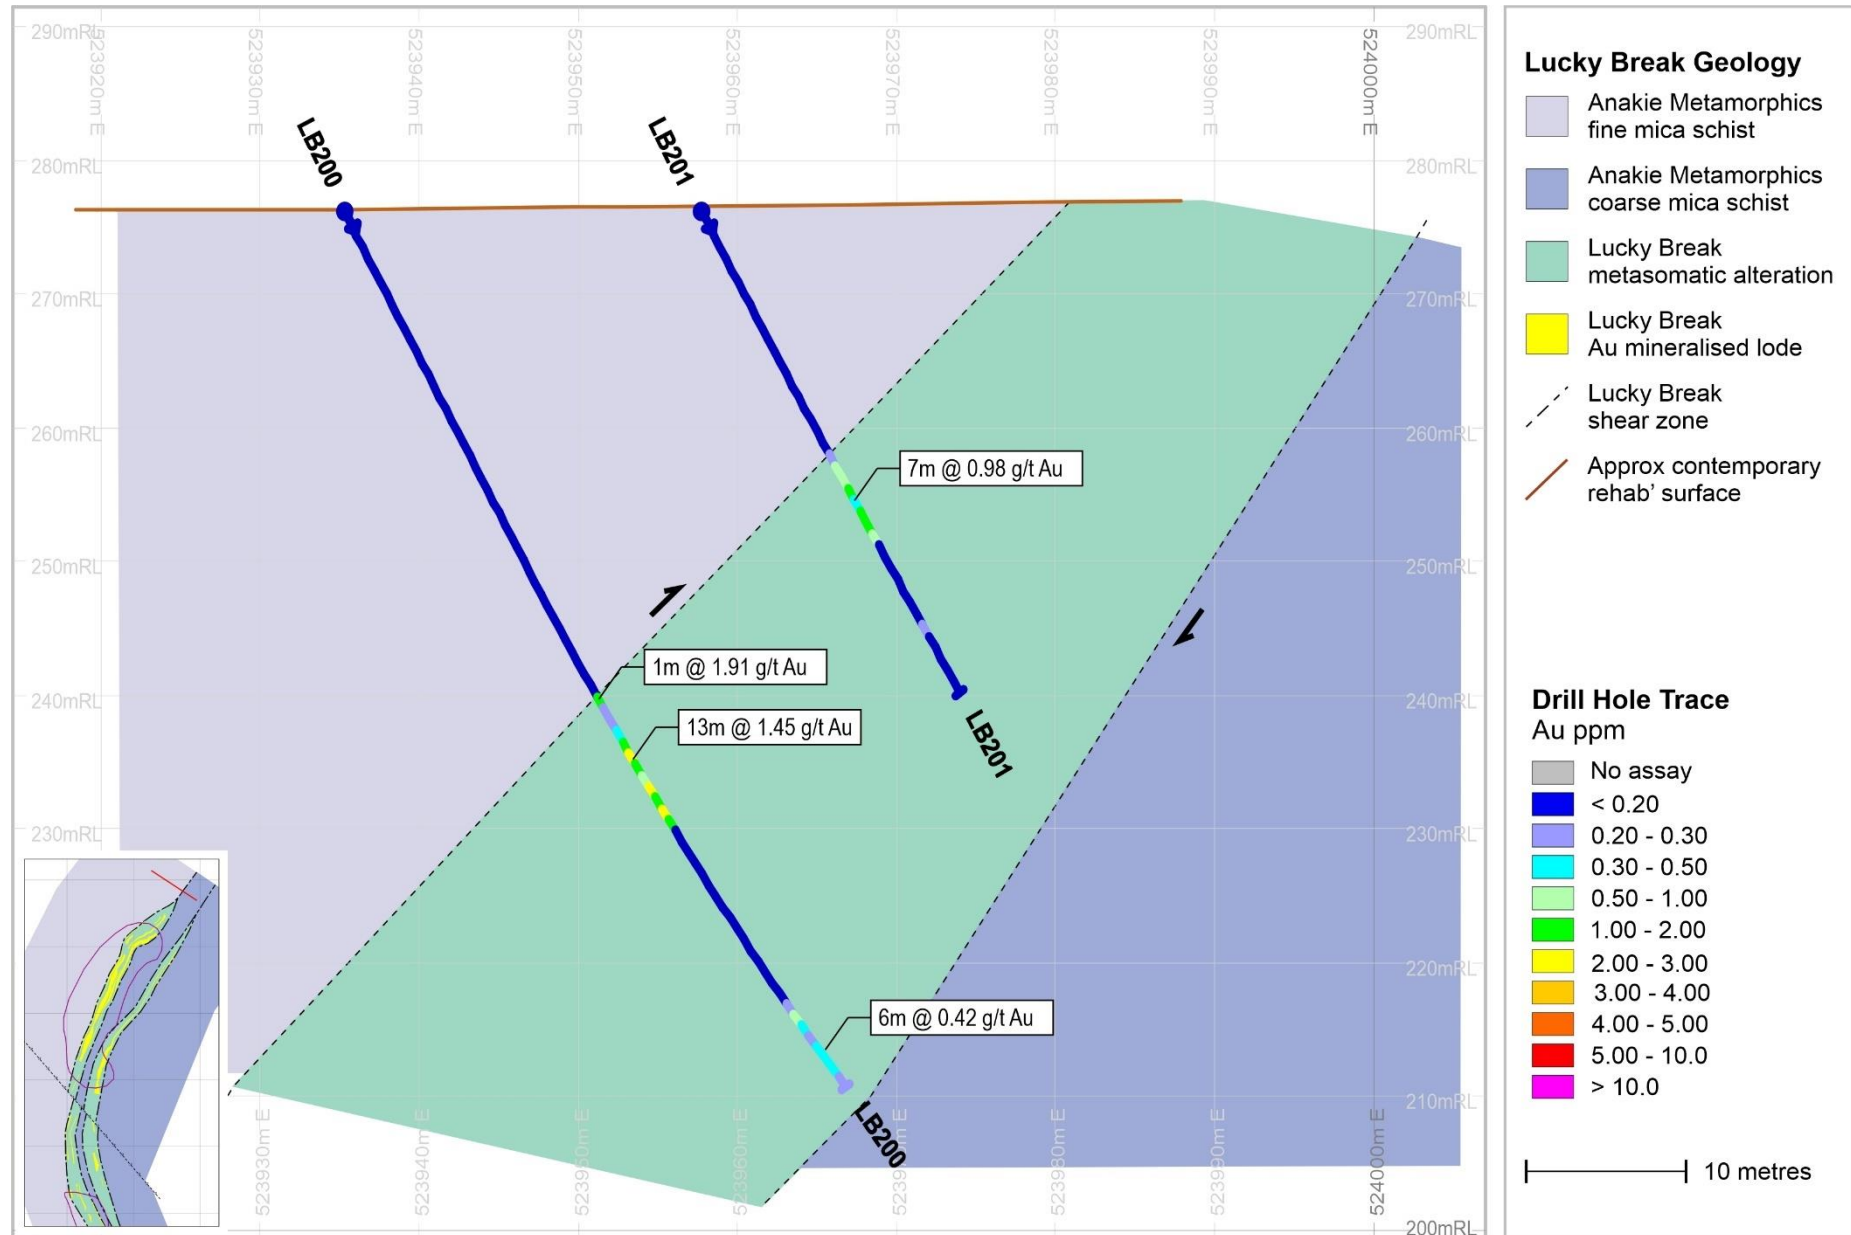 290mRL
523920m E
523930m E
523940m E
523950m E
523960m E
523970m E
523980m E
523990m E
524000m E
290mRL
LB200
LB201
280mRL
280mRL
270mRL
270mRL
260mRL
260mRL
7m @ 0.98 g/t Au
250mRL
250mRL
1m @ 1.91 g/t Au
240mRL
240mRL
13m @ 1.45 g/t Au
LB201
230mRL
230mRL
220mRL
220mRL
6m @ 0.42 g/t Au
210mRL
LB200
523930m E
523940m E
523950m E
523960m E
523970m E
523980m E
523990m E
524000m E
200mRL
Lucky Break Geology
Anakie Metamorphics
fine mica schist
Anakie Metamorphics
coarse mica schist
Lucky Break
metasomatic alteration
Lucky Break
Au mineralised lode
Lucky Break
shear zone
Approx contemporary
rehab’ surface
Drill Hole Trace
Au ppm
No assay
< 0.20
0.20 - 0.30
0.30 - 0.50
0.50 - 1.00
1.00 - 2.00
2.00 - 3.00
3.00 - 4.00
4.00 - 5.00
5.00 - 10.0
> 10.0
10 metres